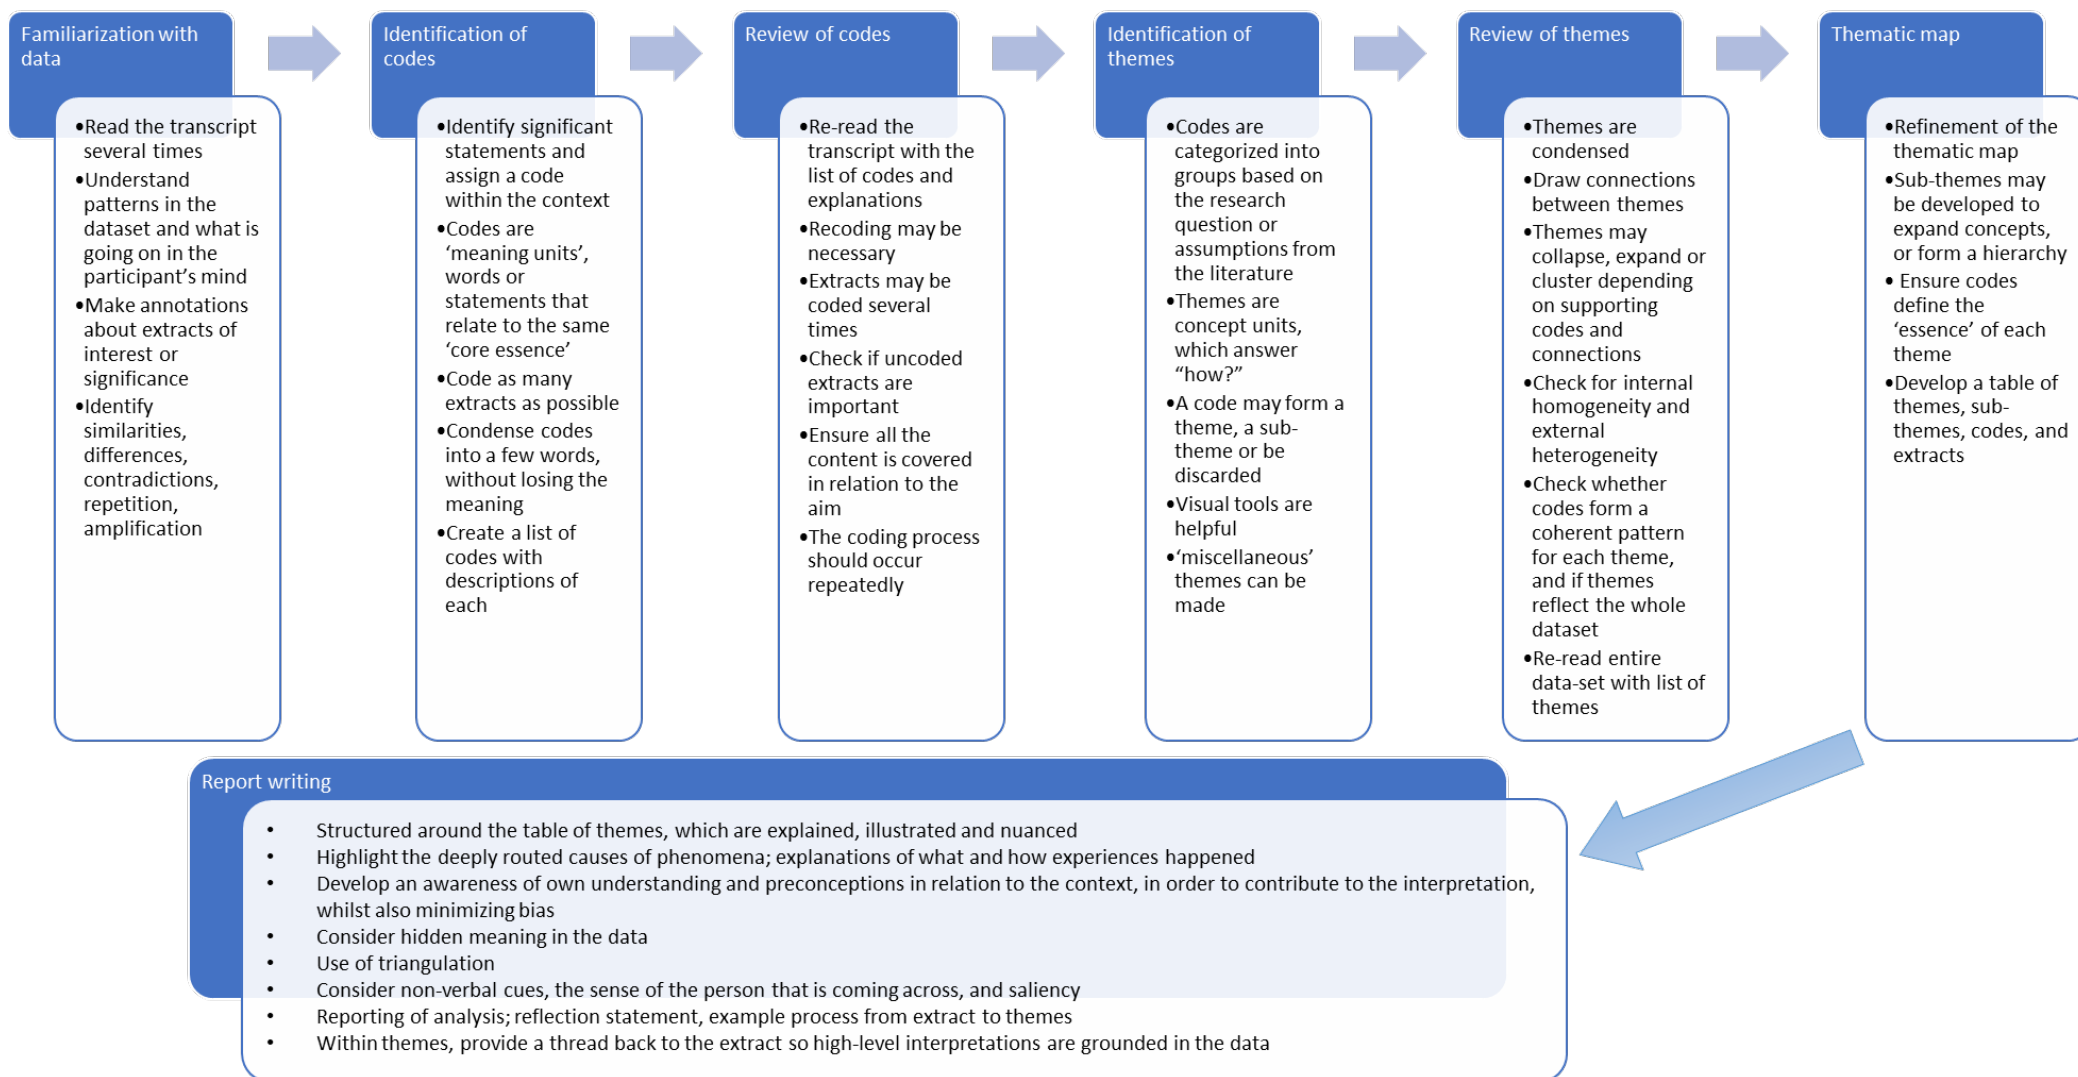 Familiarization with
data
•Read the transcript
several times
•Understand
patterns in the
dataset and what is
going on in the
participant's mind
•Make annotations
about extracts of
interest or
significance
•Identify
similarities,
differences,
contradictions,
repetition,
amplification
Identification of
codes
•Identify significant
statements and
assign a code
within the context
•Codes are
‘meaning units’,
words or
statements that
relate to the same
‘core essence’
•Code as many
extracts as possible
•Condense codes
into a few words,
without losing the
meaning
•Create a list of
codes with
descriptions of
each
Review of codes
•Re-read the
transcript with the
list of codes and
explanations
•Recoding may be
necessary
•Extracts may be
coded several
times
•Check if uncoded
extracts are
important
•Ensure all the
content is covered
in relation to the
aim
•The coding process
should occur
repeatedly
Identification of
themes
•Codes are
categorized into
groups based on
the research
question or
assumptions from
the literature
•Themes are
concept units,
which answer
“how?”
•A code may form a
theme, a sub-
theme or be
discarded
•Visual tools are
helpful
•‘miscellaneous’
themes can be
made
Review of themes
•Themes are
condensed
•Draw connections
between themes
•Themes may
collapse, expand or
cluster depending
on supporting
codes and
connections
•Check for internal
homogeneity and
external
heterogeneity
•Check whether
codes form a
coherent pattern
for each theme,
and if themes
reflect the whole
dataset
•Re-read entire
data-set with list of
themes
Thematic map
•Refinement of the
thematic map
•Sub-themes may
be developed to
expand concepts,
or form a hierarchy
• Ensure codes
define the
‘essence’ of each
theme
•Develop a table of
themes, sub-
themes, codes, and
extracts
Report writing
• Structured around the table of themes, which are explained, illustrated and nuanced
• Highlight the deeply routed causes of phenomena; explanations of what and how experiences happened
• Develop an awareness of own understanding and preconceptions in relation to the context, in order to contribute to the interpretation,
whilst also minimizing bias
• Consider hidden meaning in the data
• Use of triangulation
• Consider non-verbal cues, the sense of the person that is coming across, and saliency
• Reporting of analysis; reflection statement, example process from extract to themes
• Within themes, provide a thread back to the extract so high-level interpretations are grounded in the data